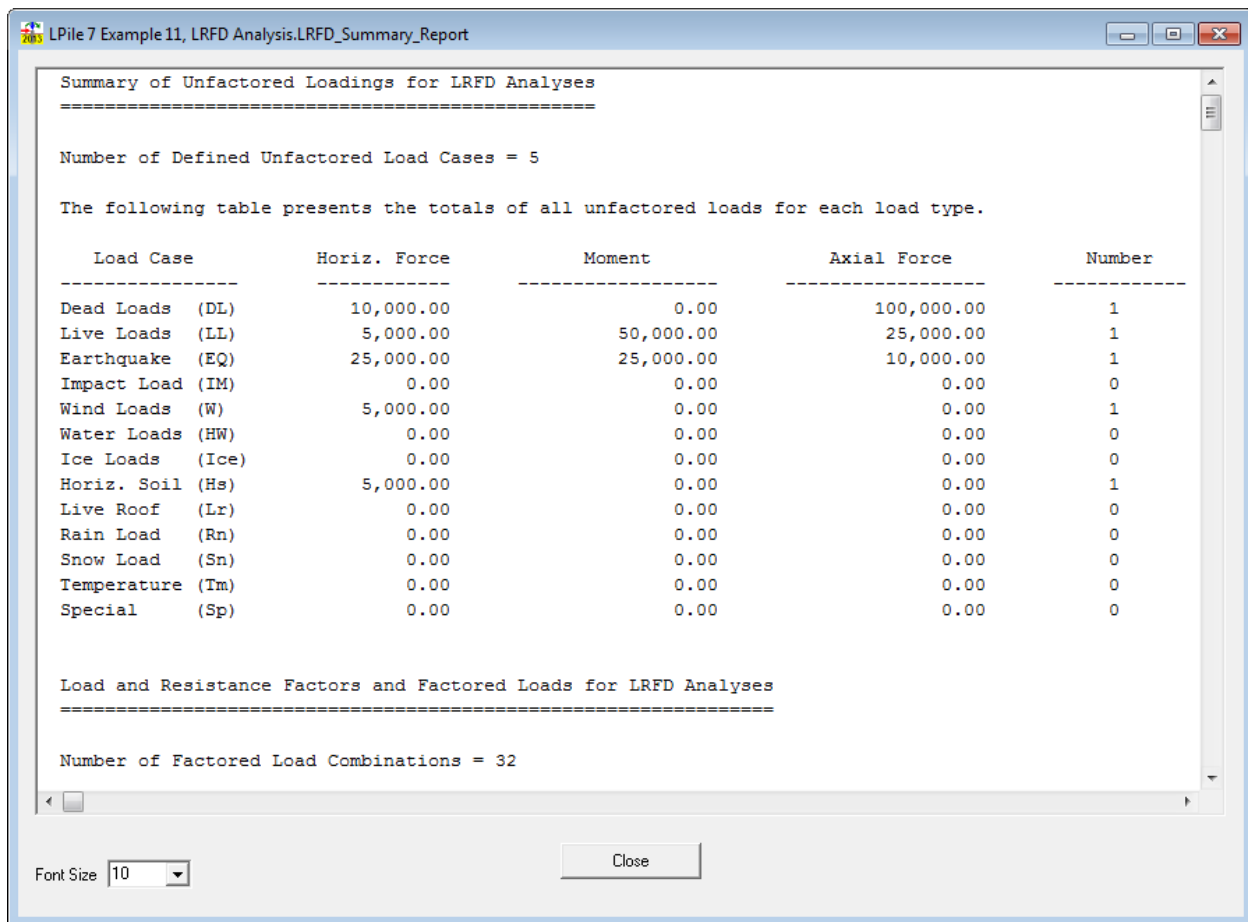 LPile 7 Example 11, LRFD Analysis.LRFD_Summary_Report
Summary of Unfactored Loadings for LRFD Analyses
================================================
Number of Defined Unfactored Load Cases = 5
The following table presents the totals of all unfactored loads for each load type.
Load Case Horiz. Force Moment Axial Force Number
---------------- ------------ ------------------ ------------------ ------------
Dead Loads (DL) 10,000.00 0.00 100,000.00 1
Live Loads (LL) 5,000.00 50,000.00 25,000.00 1
Earthquake (EQ) 25,000.00 25,000.00 10,000.00 1
Impact Load (IM) 0.00 0.00 0.00 0
Wind Loads (W) 5,000.00 0.00 0.00 1
Water Loads (HW) 0.00 0.00 0.00 0
Ice Loads (Ice) 0.00 0.00 0.00 0
Horiz. Soil (Hs) 5,000.00 0.00 0.00 1
Live Roof (Lr) 0.00 0.00 0.00 0
Rain Load (Rn) 0.00 0.00 0.00 0
Snow Load (Sn) 0.00 0.00 0.00 0
Temperature (Tm) 0.00 0.00 0.00 0
Special (Sp) 0.00 0.00 0.00 0
Load and Resistance Factors and Factored Loads for LRFD Analyses
================================================================
Number of Factored Load Combinations = 32
Close
Font Size 10